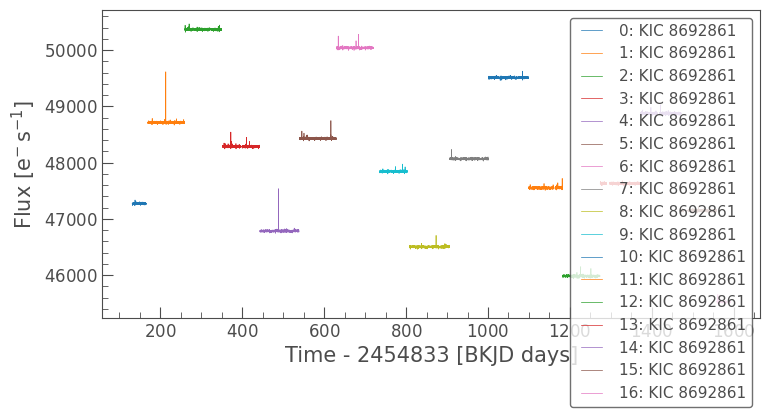 50000
49000
48000
47000
46000
Flux [e⁻ s⁻¹]
200
400
600
800
1000
1200
1400
1600
Time - 2454833 [BKJD days]
0: KIC 8692861
1: KIC 8692861
2: KIC 8692861
3: KIC 8692861
4: KIC 8692861
5: KIC 8692861
6: KIC 8692861
7: KIC 8692861
8: KIC 8692861
9: KIC 8692861
10: KIC 8692861
11: KIC 8692861
12: KIC 8692861
13: KIC 8692861
14: KIC 8692861
15: KIC 8692861
16: KIC 8692861